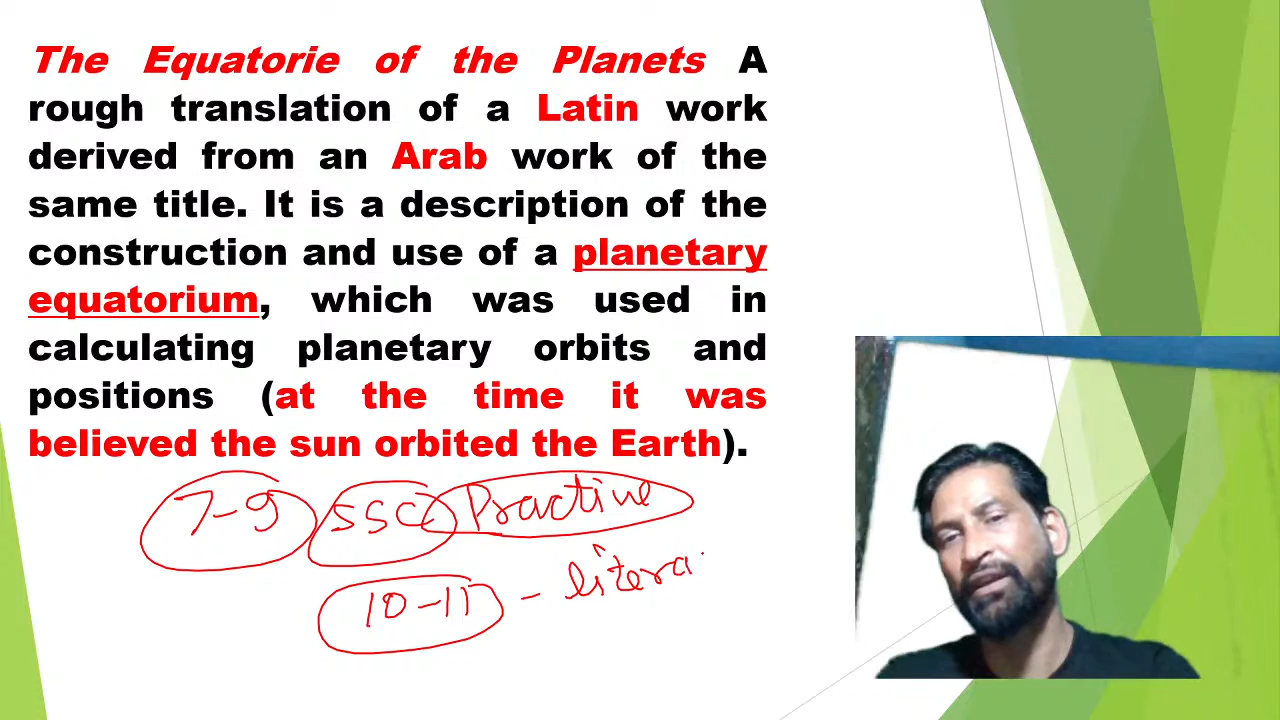 The Equatorie of the Planets A
rough translation of a Latin work
derived from an Arab work of the
same title. It is a description of the
construction and use of a planetary
equatorium, which was used in
calculating planetary orbits and
positions (at the time it was
believed the sun orbited the Earth).
7-9 SSC Practive
10-11 - litera